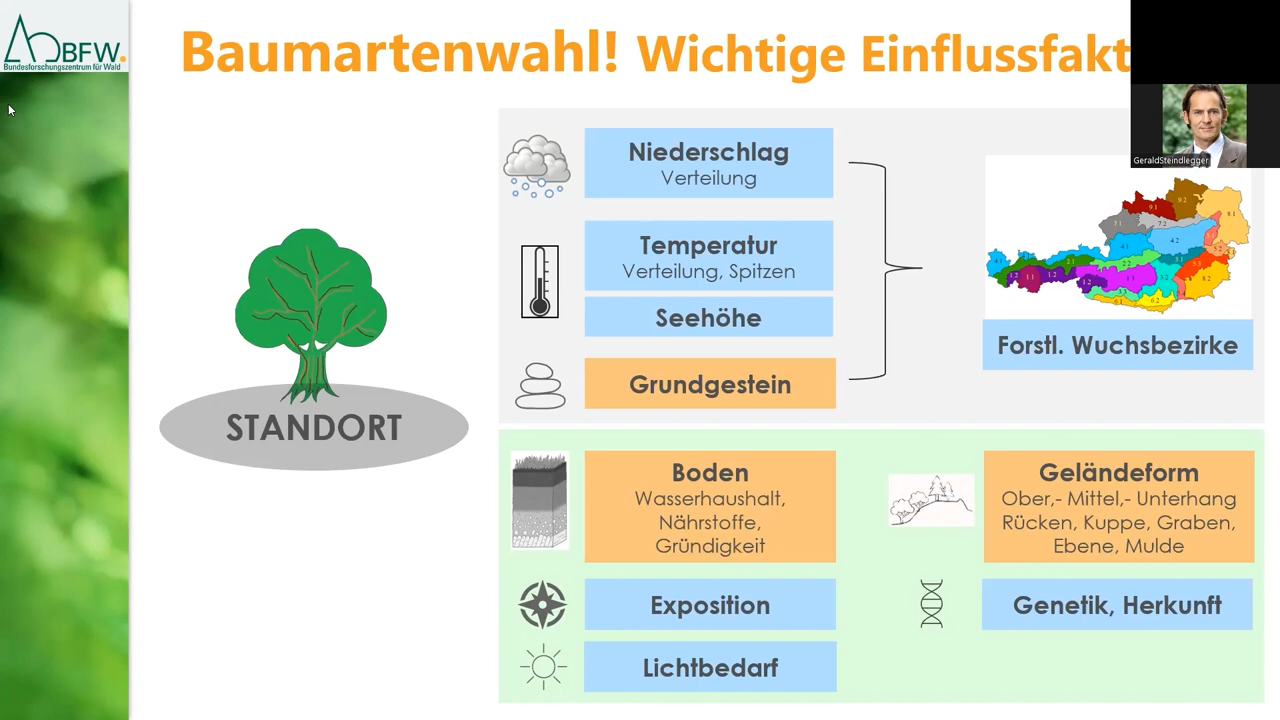 BFW.
Bundesforschungszentrum für Wald
Baumartenwahl! Wichtige Einflussfakt
GeraldSteindlegger
Niederschlag
Verteilung
Temperatur
Verteilung, Spitzen
Seehöhe
Grundgestein
Forstl. Wuchsbezirke
STANDORT
Boden
Wasserhaushalt,
Nährstoffe,
Gründigkeit
Geländeform
Ober,- Mittel,- Unterhang
Rücken, Kuppe, Graben,
Ebene, Mulde
Exposition
Genetik, Herkunft
Lichtbedarf